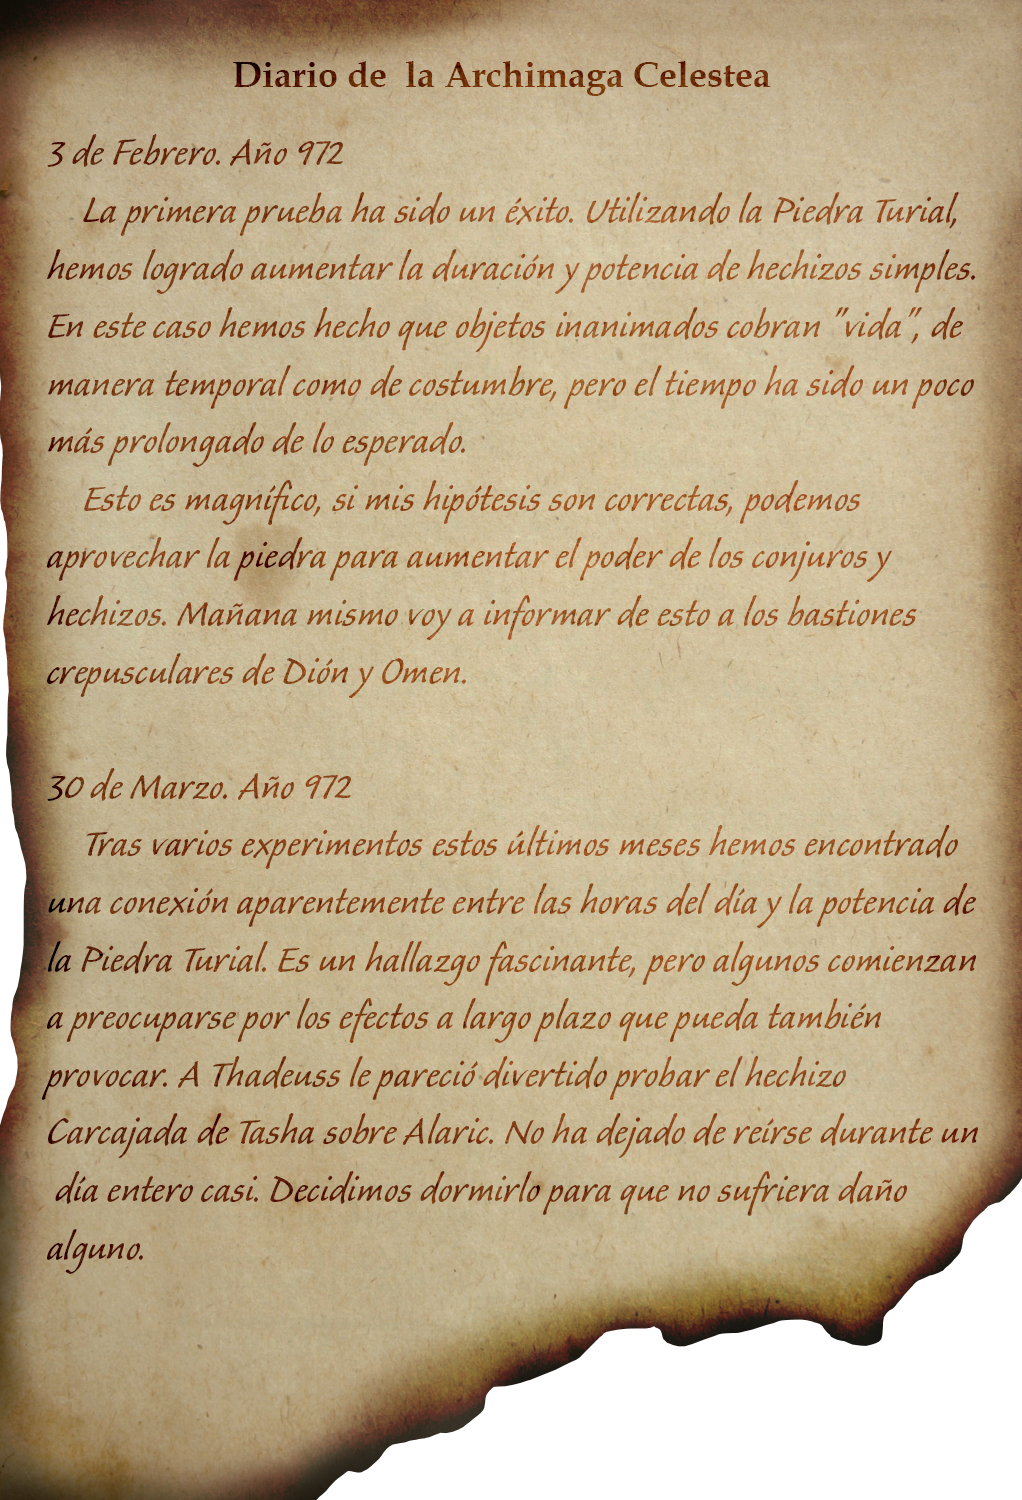 Diario de la Archimaga Celestea
3 de Febrero. Año 972
La primera prueba ha sido un éxito. Utilizando la Piedra Turial,
hemos logrado aumentar la duración y potencia de hechizos simples.
En este caso hemos hecho que objetos inanimados cobran "vida", de
manera temporal como de costumbre, pero el tiempo ha sido un poco
más prolongado de lo esperado.
Esto es magnífico, si mis hipótesis son correctas, podemos
aprovechar la piedra para aumentar el poder de los conjuros y
hechizos. Mañana mismo voy a informar de esto a los bastiones
crepusculares de Dión y Omen.
30 de Marzo. Año 972
Tras varios experimentos estos últimos meses hemos encontrado
una conexión aparentemente entre las horas del día y la potencia de
la Piedra Turial. Es un hallazgo fascinante, pero algunos comienzan
a preocuparse por los efectos a largo plazo que pueda también
provocar. A Thadeuss le pareció divertido probar el hechizo
Carcajada de Tasha sobre Alaric. No ha dejado de reírse durante un
día entero casi. Decidimos dormirlo para que no sufriera daño
alguno.